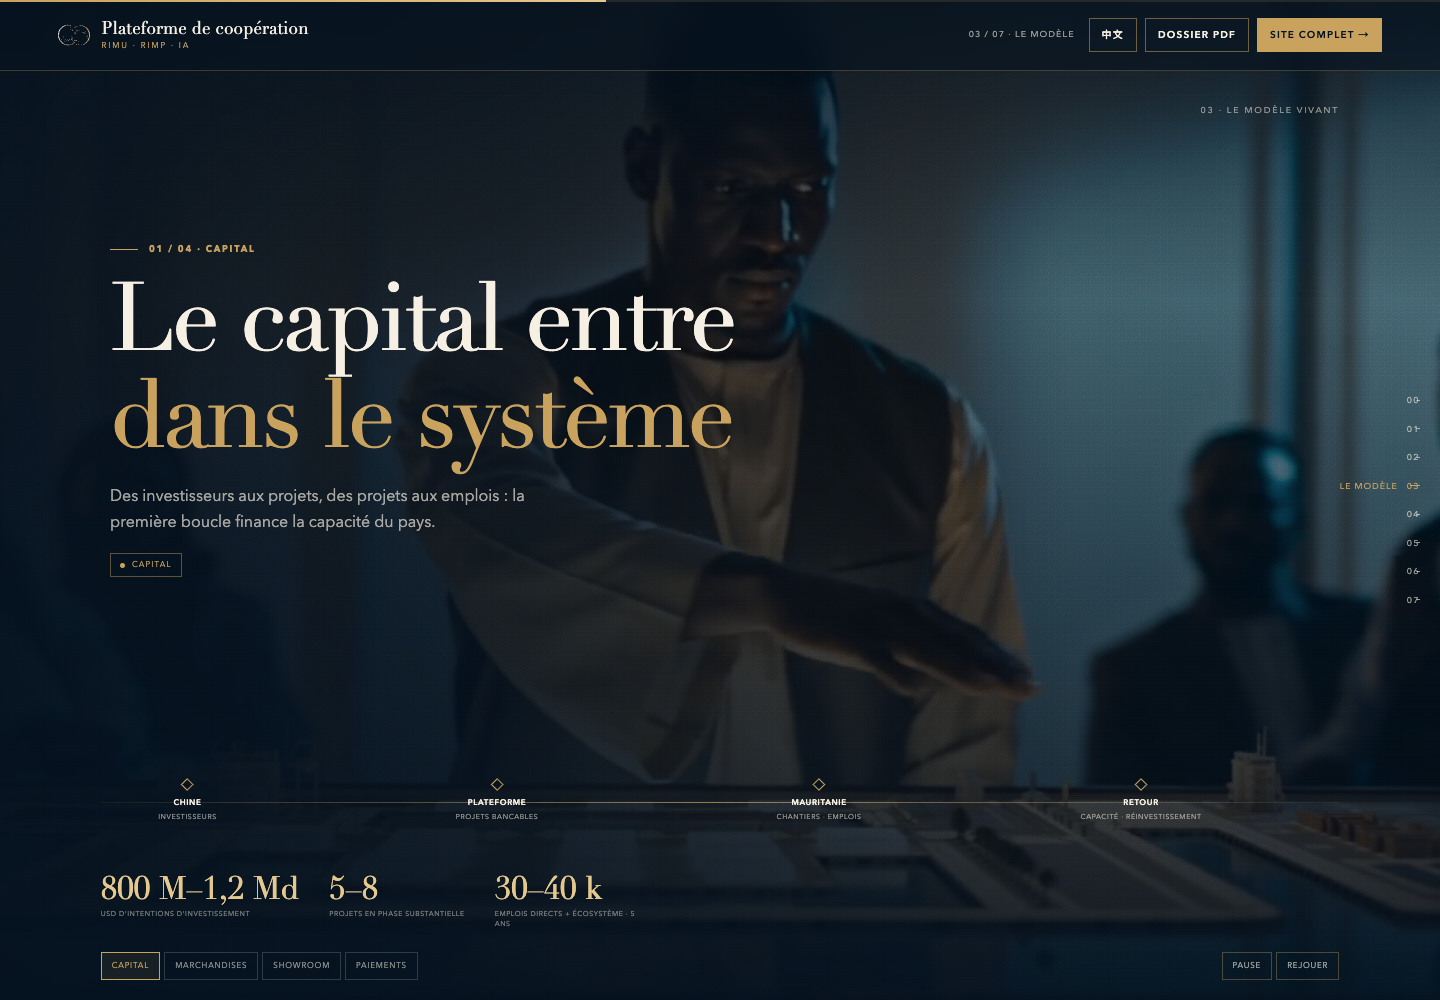 Plateforme de coopération
RIMU · RIMP · IA
03 / 07 · LE MODÈLE
中文
DOSSIER PDF
SITE COMPLET →
03 · LE MODÈLE VIVANT
01 / 04 · CAPITAL
Le capital entre
dans le système
Des investisseurs aux projets, des projets aux emplois : la
première boucle finance la capacité du pays.
CAPITAL
00
01
02
LE MODÈLE 03
04
05
06
07
CHINE
INVESTISSEURS
PLATEFORME
PROJETS BANCABLES
MAURITANIE
CHANTIERS · EMPLOIS
RETOUR
CAPACITÉ · RÉINVESTISSEMENT
800 M–1,2 Md
USD D'INTENTIONS D'INVESTISSEMENT
5–8
PROJETS EN PHASE SUBSTANTIELLE
30–40 k
EMPLOIS DIRECTS + ÉCOSYSTÈME · 5
ANS
CAPITAL
MARCHANDISES
SHOWROOM
PAIEMENTS
PAUSE
REJOUER